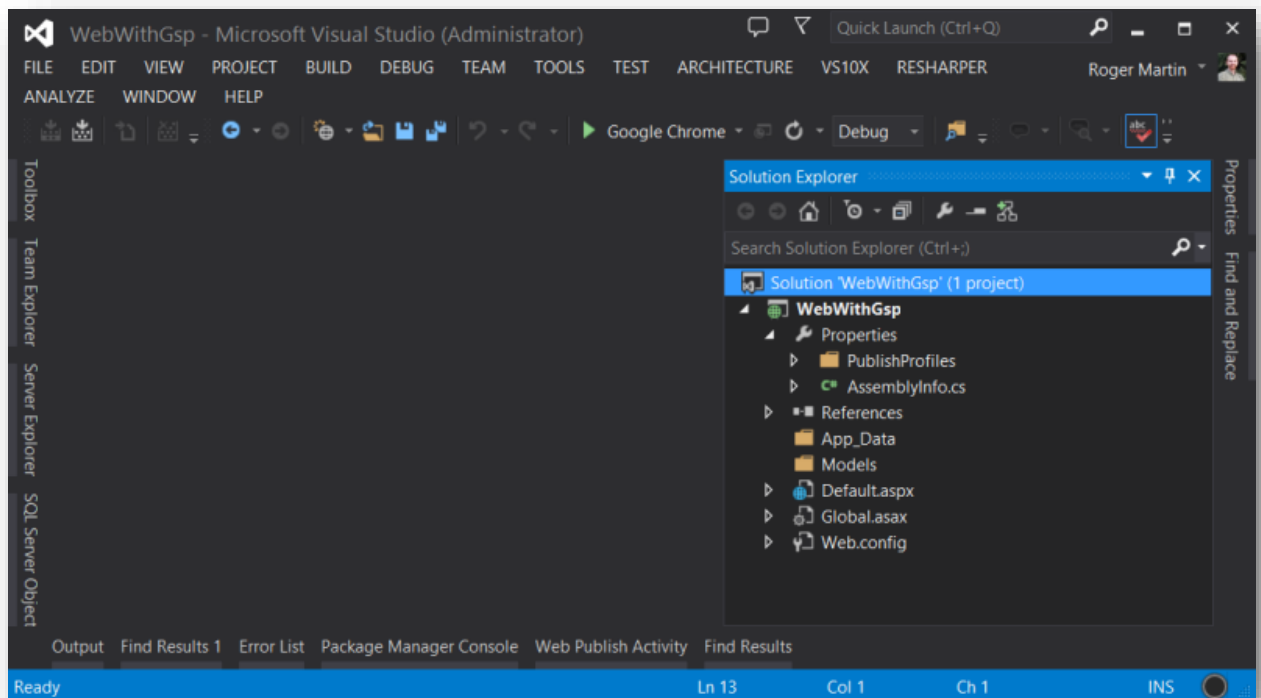 WebWithGsp - Microsoft Visual Studio (Administrator)
Quick Launch (Ctrl+Q)
FILE EDIT VIEW PROJECT BUILD DEBUG TEAM TOOLS TEST ARCHITECTURE VS10X RESHARPER
Roger Martin
ANALYZE WINDOW HELP
Google Chrome
Debug
abc
Toolbox
Team Explorer
Server Explorer
SQL Server Object
Solution Explorer
Search Solution Explorer (Ctrl+;)
Solution 'WebWithGsp' (1 project)
WebWithGsp
Properties
PublishProfiles
C# AssemblyInfo.cs
References
App_Data
Models
Default.aspx
Global.asax
Web.config
Properties
Find and Replace
Output Find Results 1 Error List Package Manager Console Web Publish Activity Find Results
Ready Ln 13 Col 1 Ch 1 INS